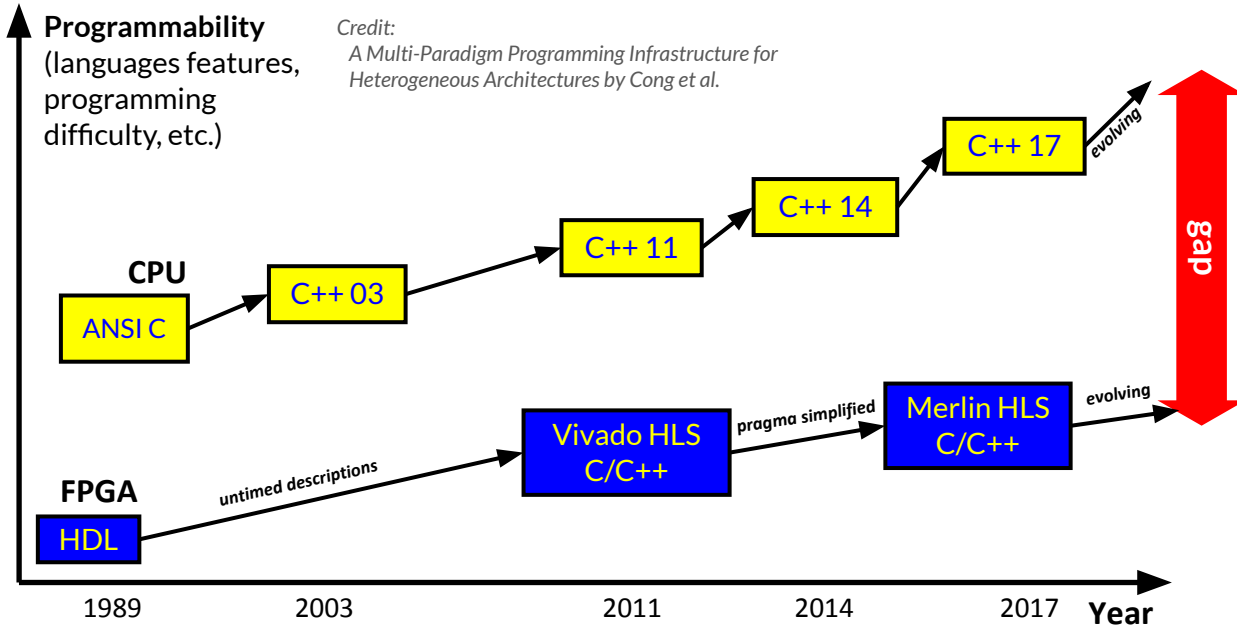 Programmability
(languages features,
programming
difficulty, etc.)
Credit:
A Multi-Paradigm Programming Infrastructure for
Heterogeneous Architectures by Cong et al.
CPU
ANSI C
C++ 03
C++ 11
C++ 14
C++ 17
evolving
gap
FPGA
HDL
untimed descriptions
Vivado HLS
C/C++
pragma simplified
Merlin HLS
C/C++
evolving
1989
2003
2011
2014
2017
Year